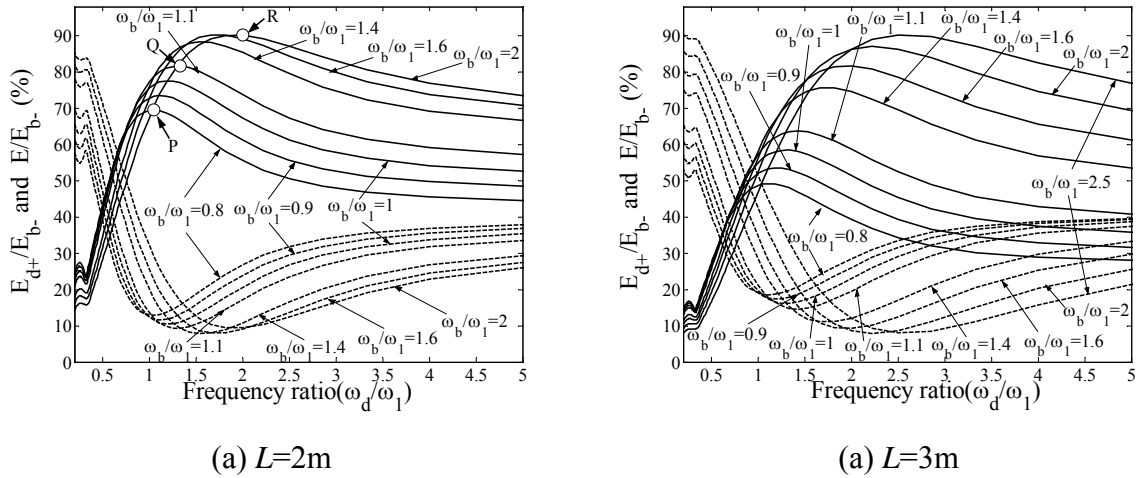 E_d+/E_b- and E/E_b- (%)
90
80
70
60
50
40
30
20
10
0
ω_b/ω_1=1.1
R
Q
P
ω_b/ω_1=1.4
ω_b/ω_1=1.6
ω_b/ω_1=2
ω_b/ω_1=0.8
ω_b/ω_1=0.9
ω_b/ω_1=1
ω_b/ω_1=1.1
ω_b/ω_1=1.4
ω_b/ω_1=1.6
ω_b/ω_1=2
0.5 1 1.5 2 2.5 3 3.5 4 4.5 5
Frequency ratio(ω_d/ω_1)
(a) L=2m
E_d+/E_b- and E/E_b- (%)
90
80
70
60
50
40
30
20
10
0
ω_b/ω_1=0.9
ω_b/ω_1=1
ω_b/ω_1=1.1
ω_b/ω_1=1.4
ω_b/ω_1=1.6
ω_b/ω_1=2
ω_b/ω_1=2.5
ω_b/ω_1=0.8
ω_b/ω_1=0.9
ω_b/ω_1=1
ω_b/ω_1=1.1
ω_b/ω_1=1.4
ω_b/ω_1=1.6
ω_b/ω_1=2
0.5 1 1.5 2 2.5 3 3.5 4 4.5 5
Frequency ratio(ω_d/ω_1)
(a) L=3m